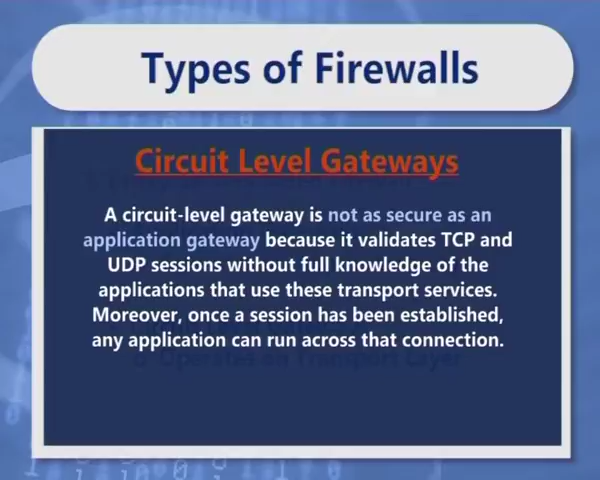 Types of Firewalls
Circuit Level Gateways
A circuit-level gateway is not as secure as an
application gateway because it validates TCP and
UDP sessions without full knowledge of the
applications that use these transport services.
Moreover, once a session has been established,
any application can run across that connection.